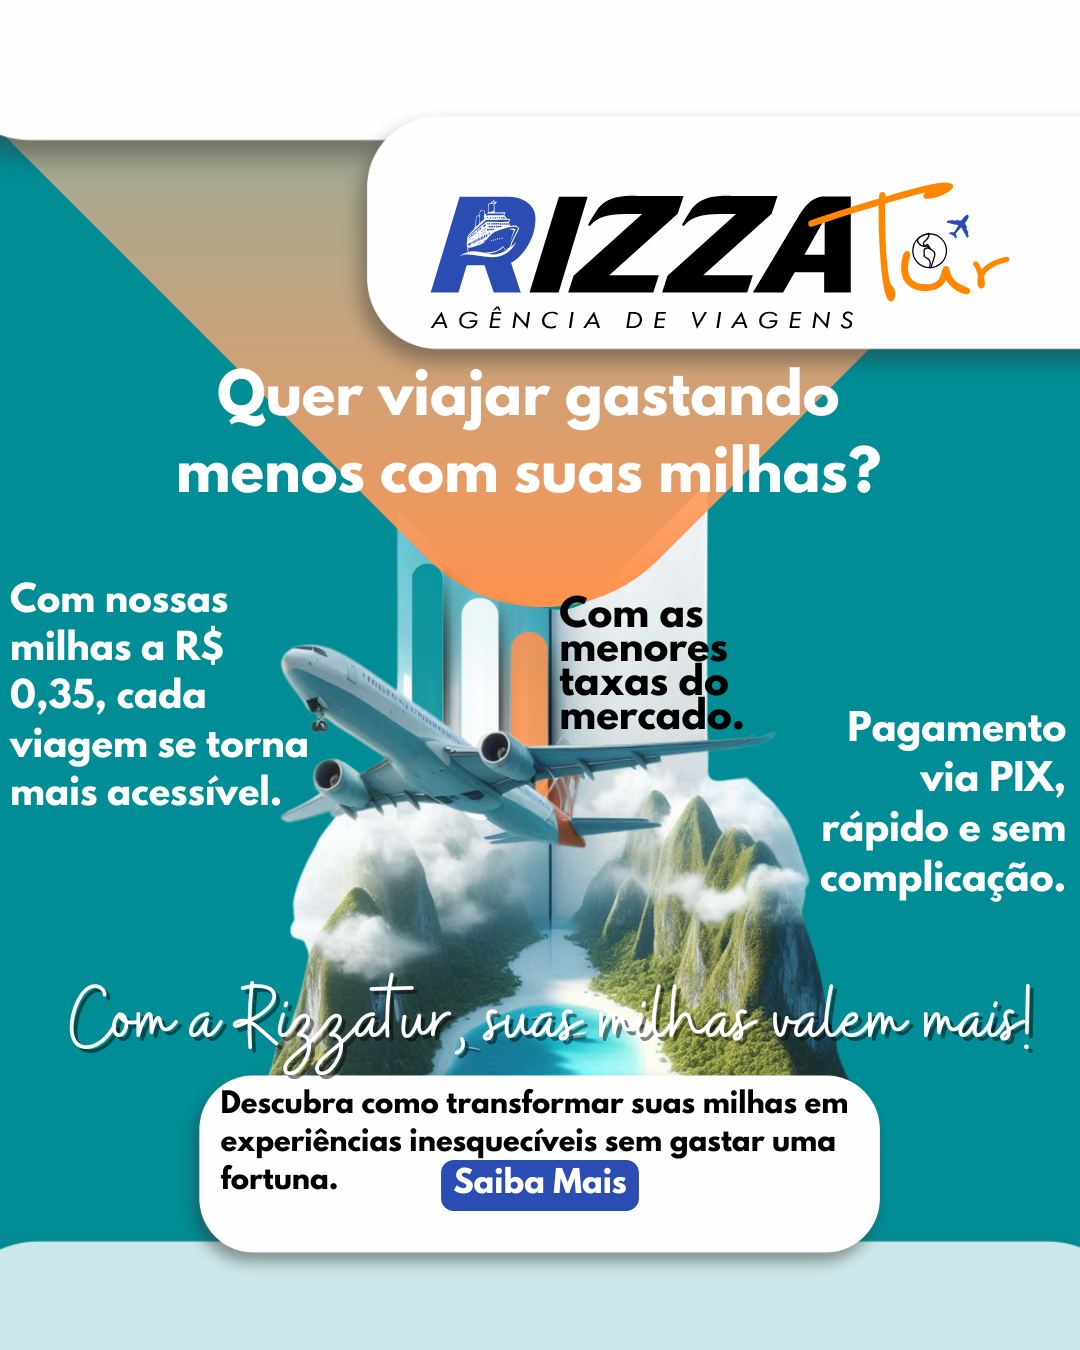 RIZZATur
AGÊNCIA DE VIAGENS
Quer viajar gastando
menos com suas milhas?
Com nossas
milhas a R$
0,35, cada
viagem se torna
mais acessível.
Com as
menores
taxas do
mercado.
Pagamento
via PIX,
rápido e sem
complicação.
Com a Rizzatur, suas milhas valem mais!
Descubra como transformar suas milhas em
experiências inesquecíveis sem gastar uma
fortuna.
Saiba Mais